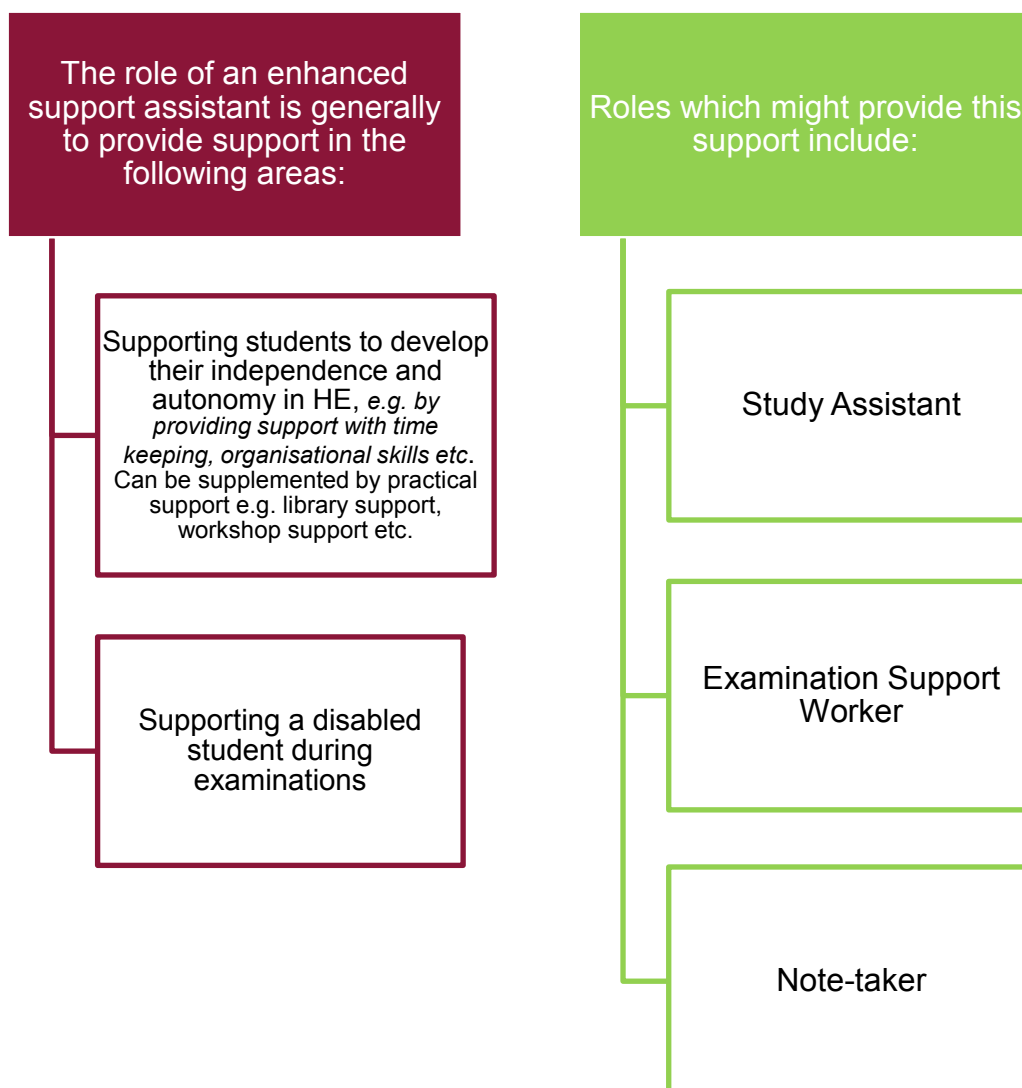 The role of an enhanced
support assistant is generally
to provide support in the
following areas:
Supporting students to develop
their independence and
autonomy in HE, e.g. by
providing support with time
keeping, organisational skills etc.
Can be supplemented by practical
support e.g. library support,
workshop support etc.
Supporting a disabled
student during
examinations
Roles which might provide this
support include:
Study Assistant
Examination Support
Worker
Note-taker